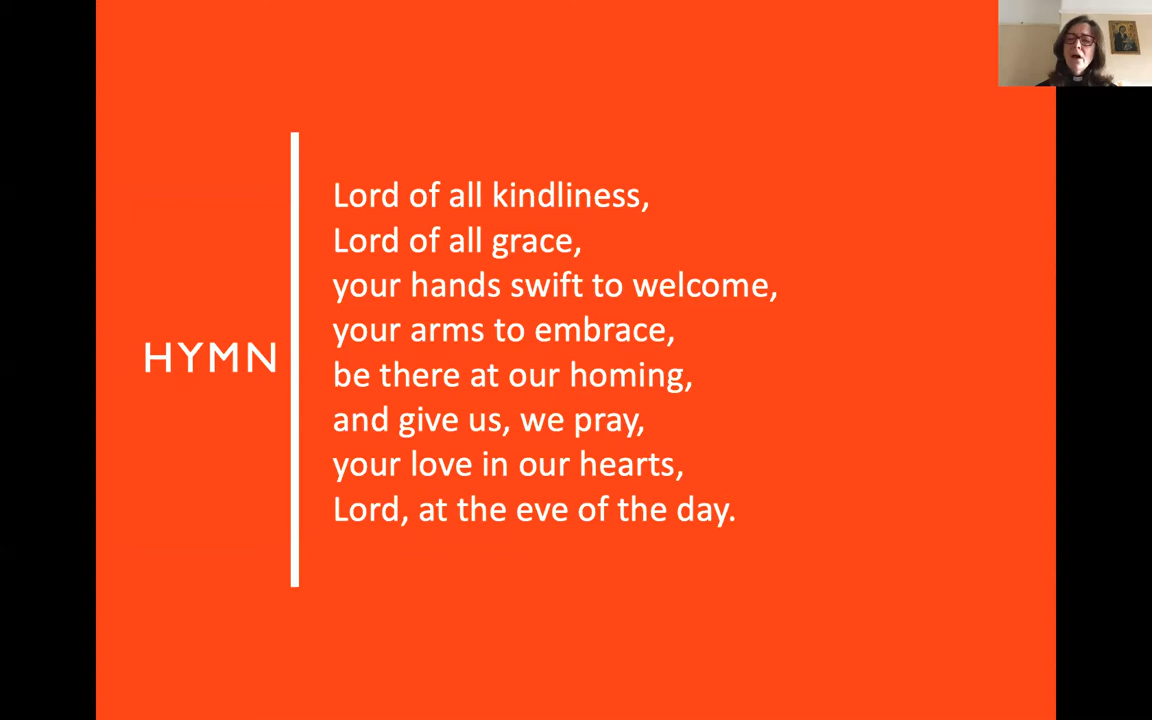 HYMN
Lord of all kindliness,
Lord of all grace,
your hands swift to welcome,
your arms to embrace,
be there at our homing,
and give us, we pray,
your love in our hearts,
Lord, at the eve of the day.